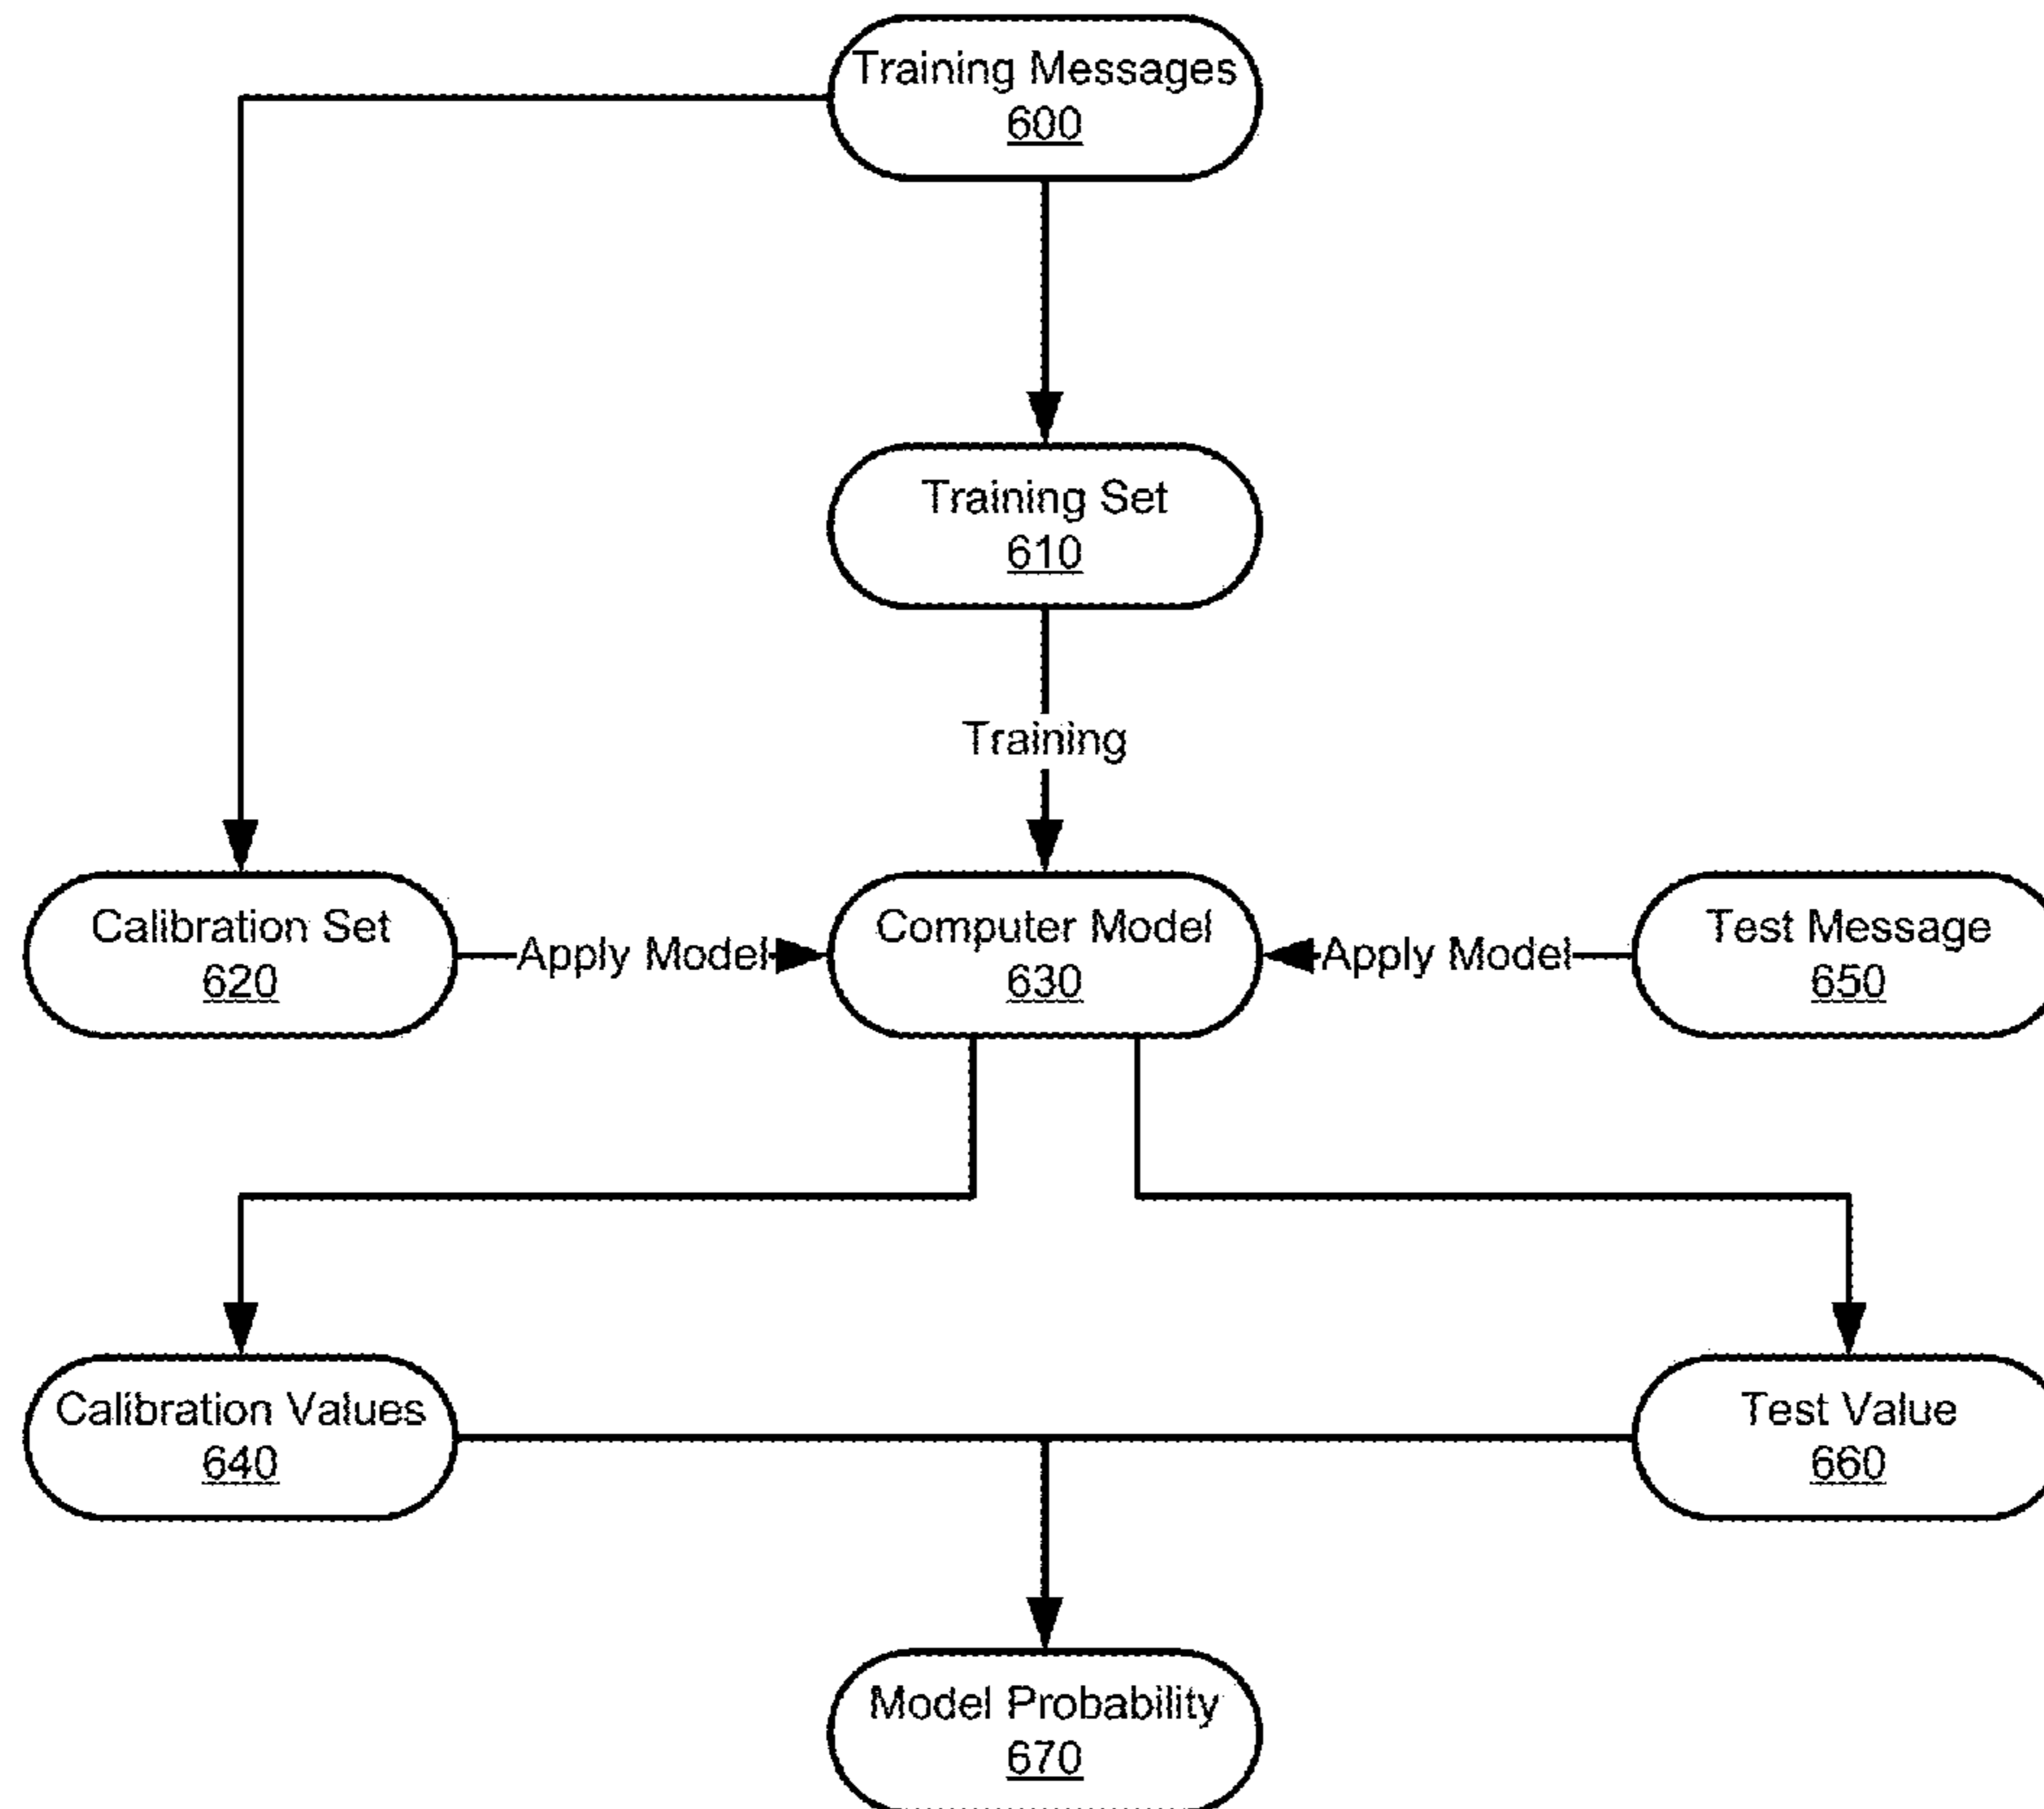 Training Messages
600
Training Set
610
Training
Calibration Set
620
Apply Model
Computer Model
630
Apply Model
Test Message
650
Calibration Values
640
Test Value
660
Model Probability
670